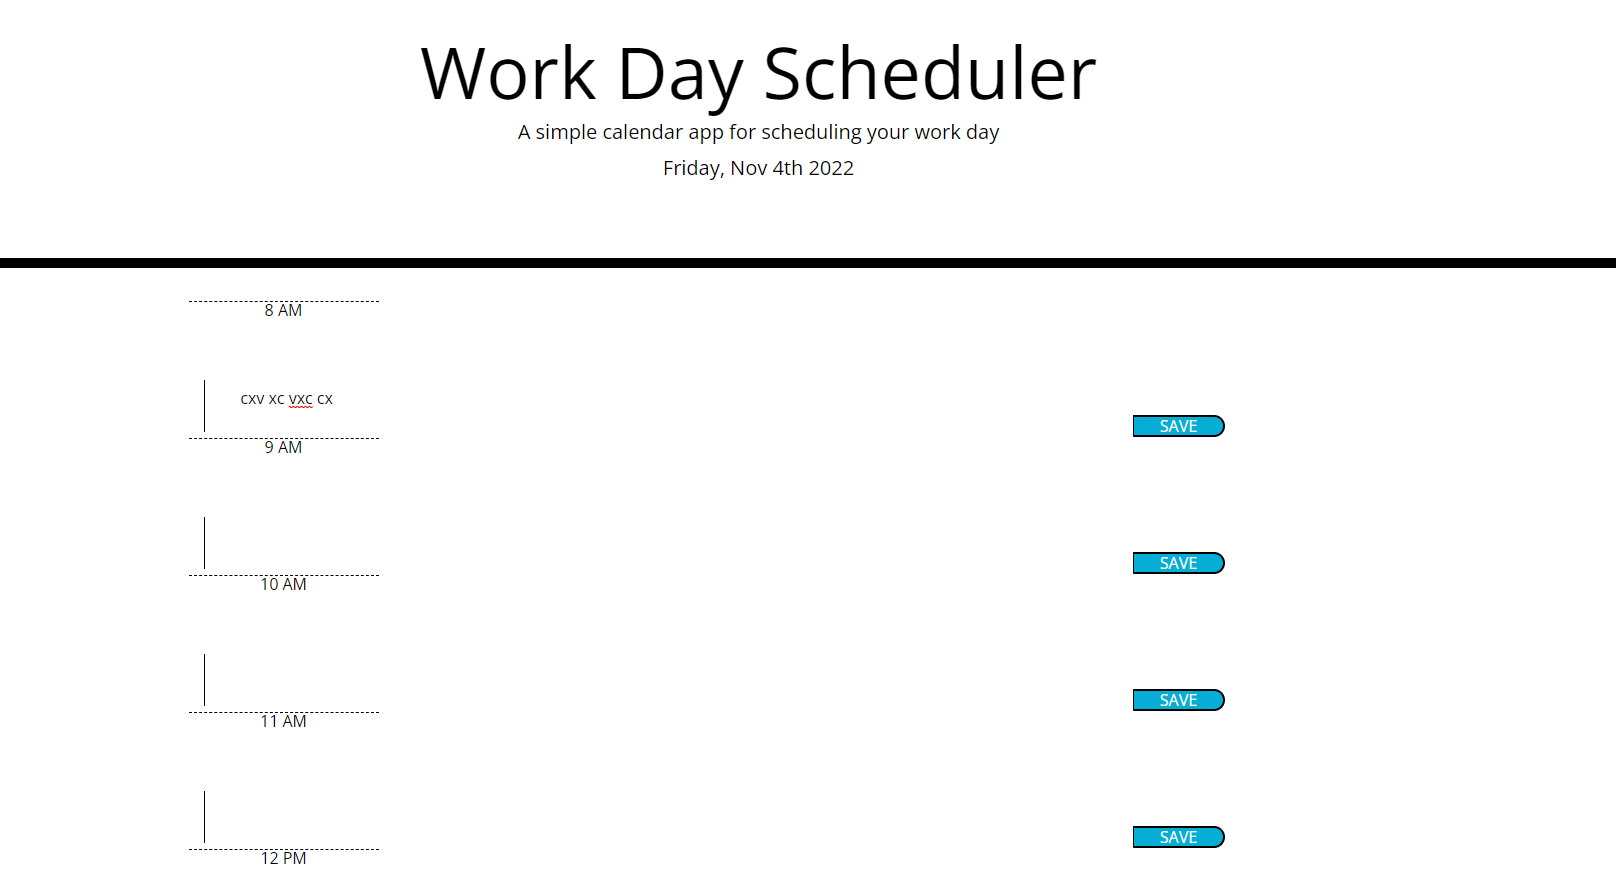 Work Day Scheduler
A simple calendar app for scheduling your work day
Friday, Nov 4th 2022
8 AM
cxv xc vxc cx
SAVE
9 AM
SAVE
10 AM
SAVE
11 AM
SAVE
12 PM